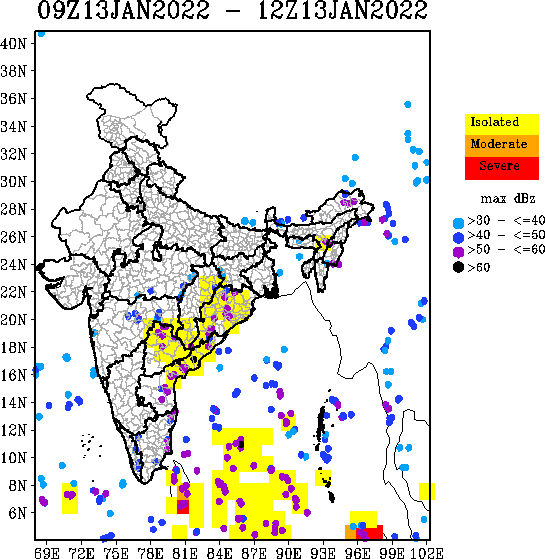 09Z13JAN2022 - 12Z13JAN2022
40N
38N
36N
34N
32N
30N
28N
26N
24N
22N
20N
18N
16N
14N
12N
10N
8N
6N
69E 72E 75E 78E 81E 84E 87E 90E 93E 96E 99E 102E
Isolated
Moderate
Severe
max dBz
>30 - <=40
>40 - <=50
>50 - <=60
>60